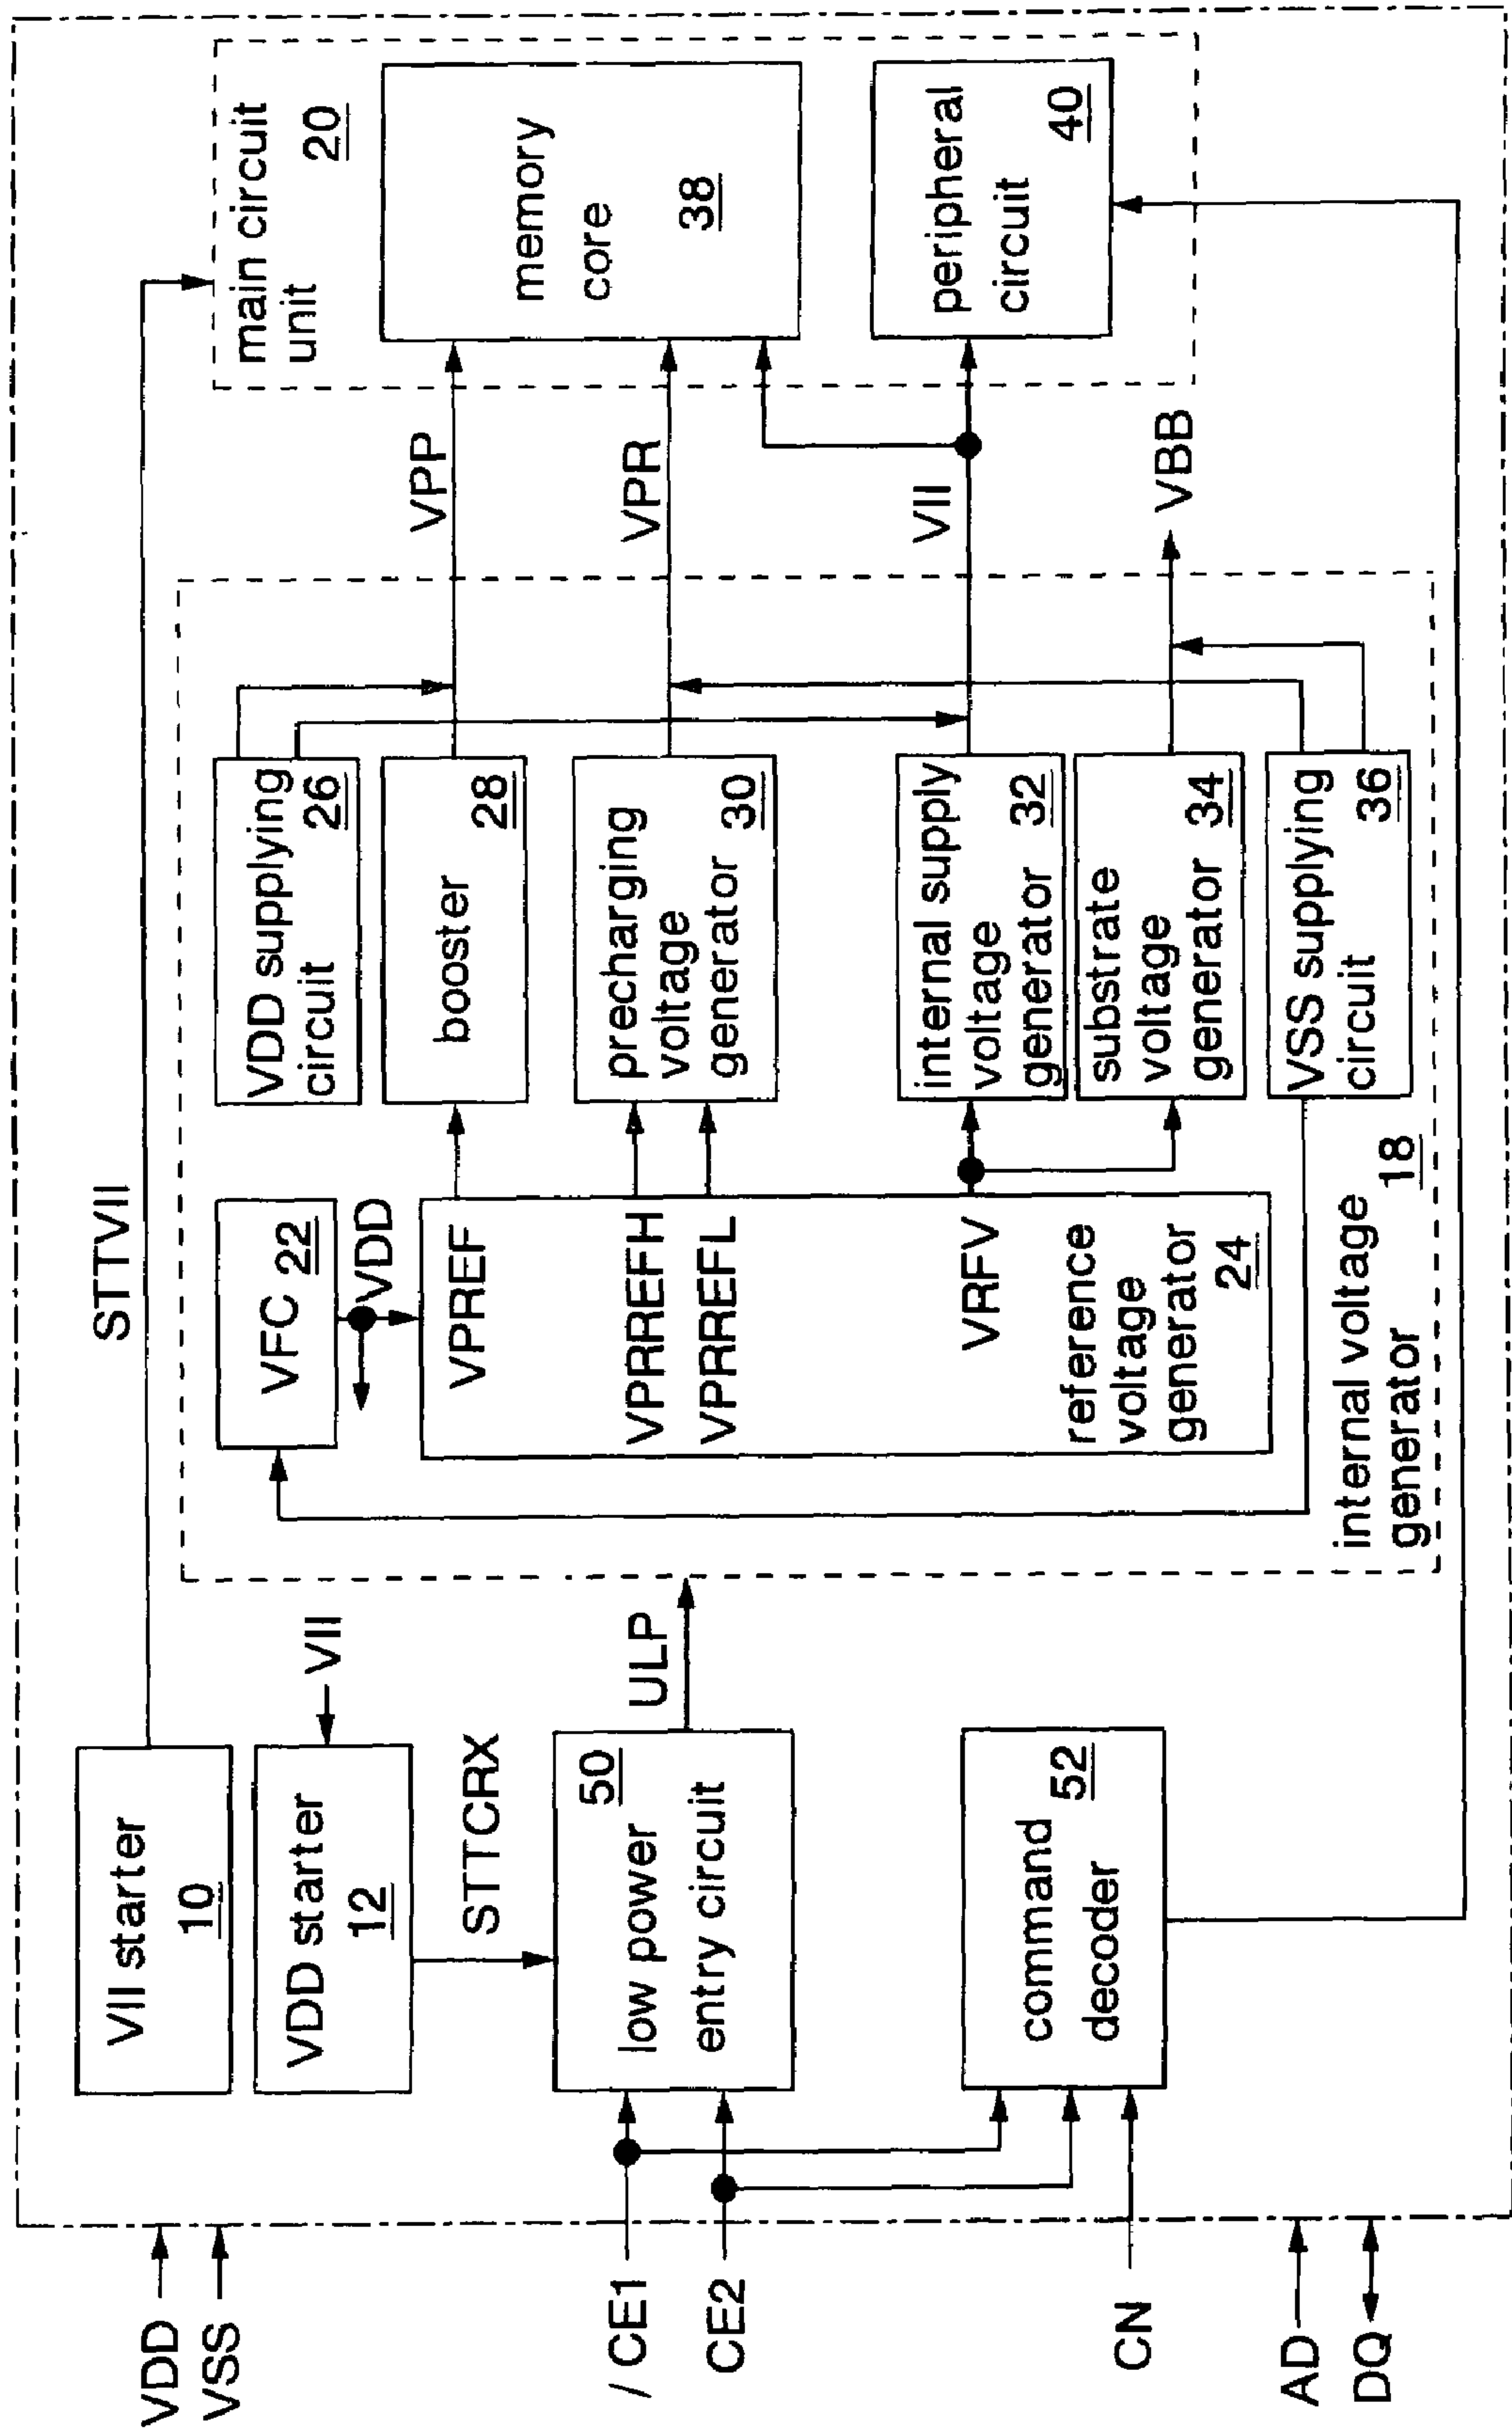 VDD
VSS
/ CE1
CE2
CN
AD
DQ
VII starter
10
VDD starter
12
VII
STTCRX
50
low power
entry circuit
ULP
command
decoder
52
STTVII
VFC 22
VDD
VPREF
VPRREFH
VPRREFL
VRFV
reference
voltage
generator
24
internal voltage
generator
18
VDD supplying
circuit
26
booster
28
precharging
voltage
generator
30
internal supply
voltage
generator
32
substrate
voltage
generator
34
VSS supplying
circuit
36
VPP
VPR
VII
VBB
main circuit
unit
20
memory
core
38
peripheral
circuit
40